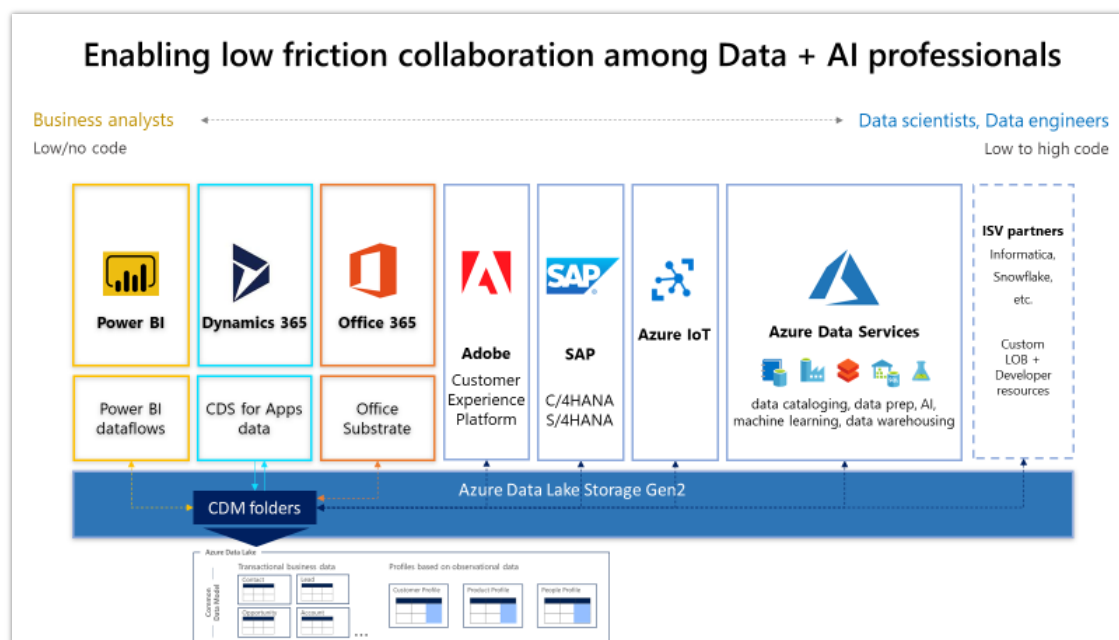 Enabling low friction collaboration among Data + AI professionals
Business analysts
Data scientists, Data engineers
Low/no code
Low to high code
Power BI
Dynamics 365
Office 365
Adobe
Customer
Experience
Platform
SAP
SAP
C/4HANA
S/4HANA
Azure IoT
Azure Data Services
data cataloging, data prep, AI,
machine learning, data warehousing
ISV partners
Informatica,
Snowflake,
etc.
Custom
LOB +
Developer
resources
Power BI
dataflows
CDS for Apps
data
Office
Substrate
Azure Data Lake Storage Gen2
CDM folders
Azure Data Lake
Common
Data Model
Transactional business data
Contact
Lead
Opportunity
Account
...
Profiles based on observational data
Customer Profile
Product Profile
People Profile